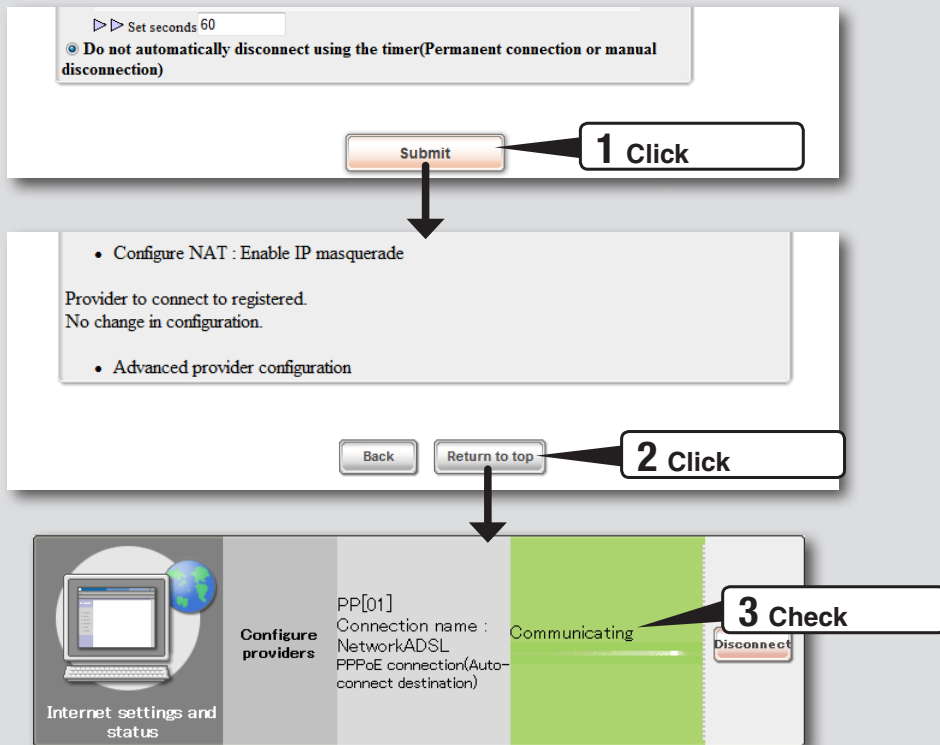 ▷▷ Set seconds 60
Do not automatically disconnect using the timer(Permanent connection or manual
disconnection)
Submit
1 Click
• Configure NAT : Enable IP masquerade
Provider to connect to registered.
No change in configuration.
• Advanced provider configuration
Back
Return to top
2 Click
Internet settings and
status
Configure
providers
PP[01]
Connection name :
NetworkADSL
PPPoE connection(Auto-
connect destination)
Communicating
3 Check
Disconnect